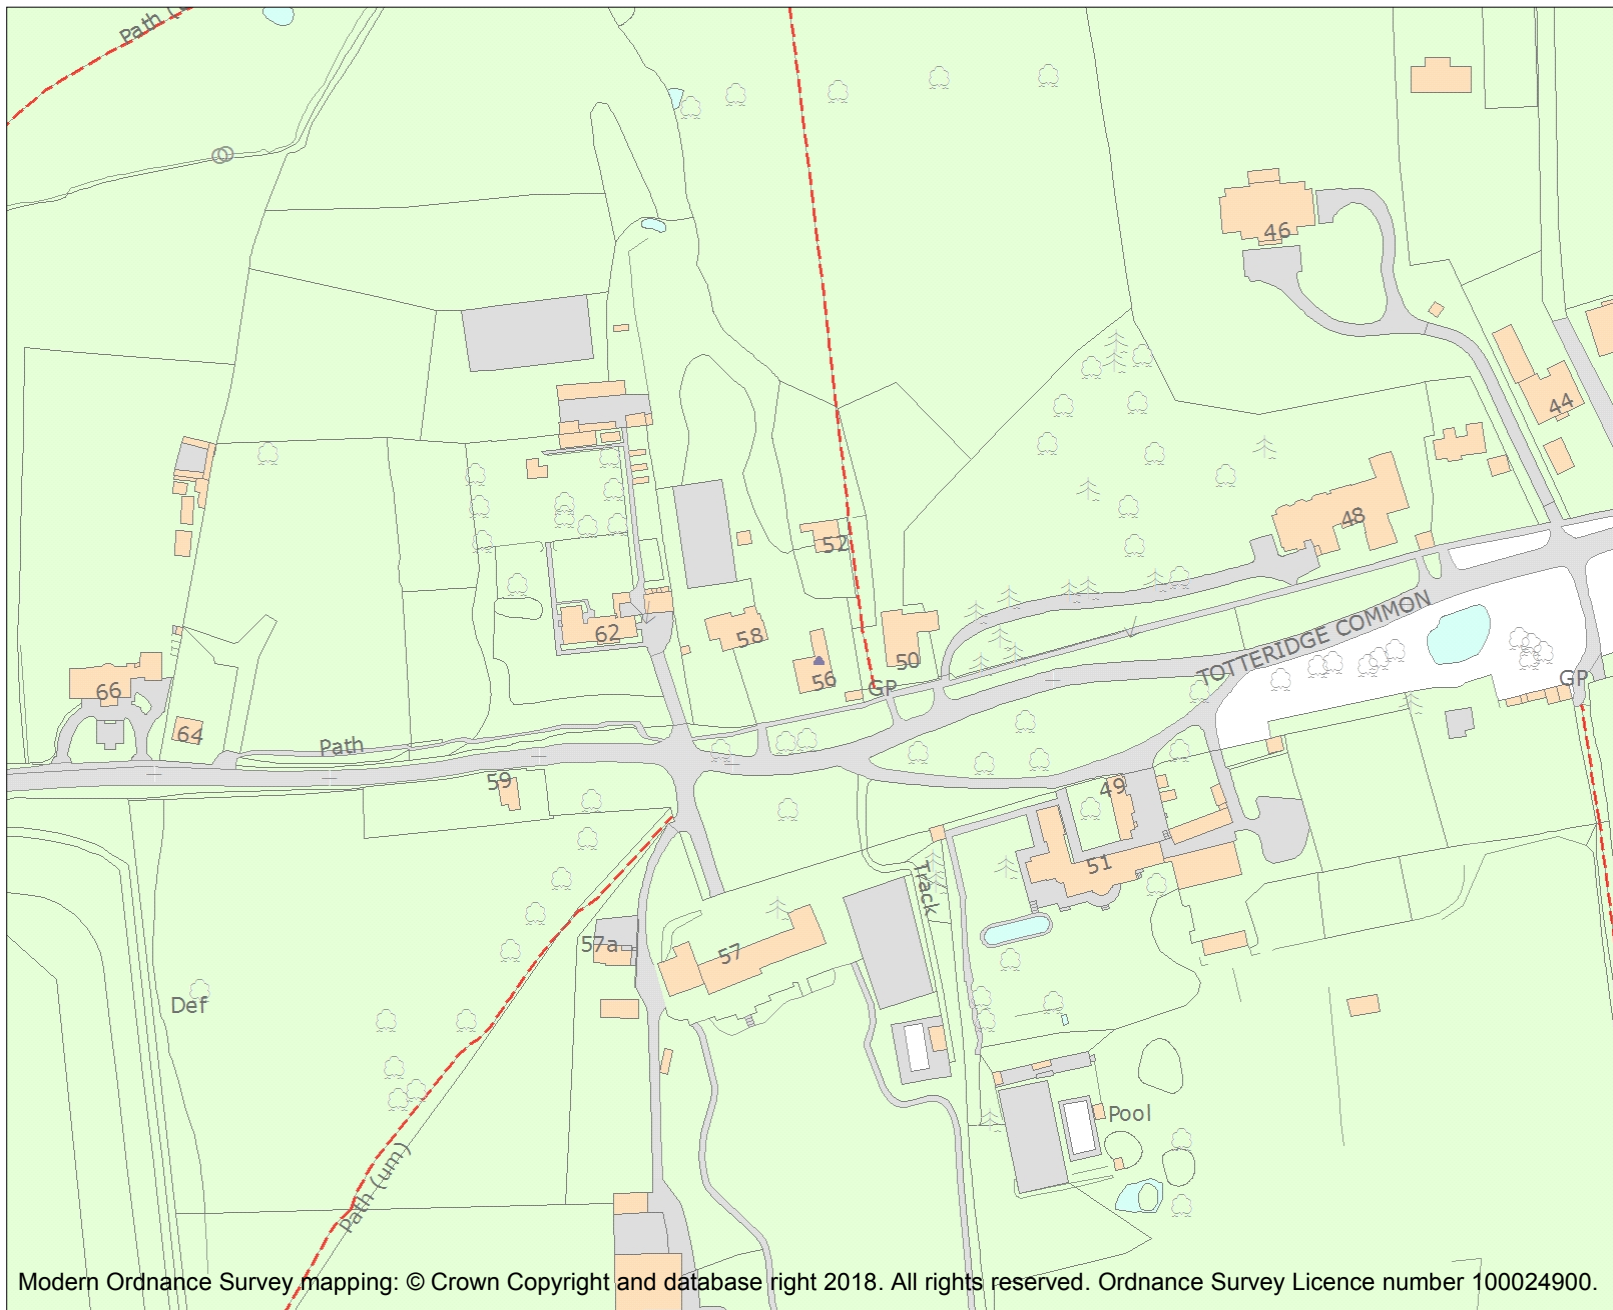 Path (
46
44
48
52
62
58
50
56
GP
TOTTERIDGE COMMON
GP
66
64
Path
59
49
51
Track
57a
57
Def
Pool
Path (um)
Modern Ordnance Survey mapping: © Crown Copyright and database right 2018. All rights reserved. Ordnance Survey Licence number 100024900.